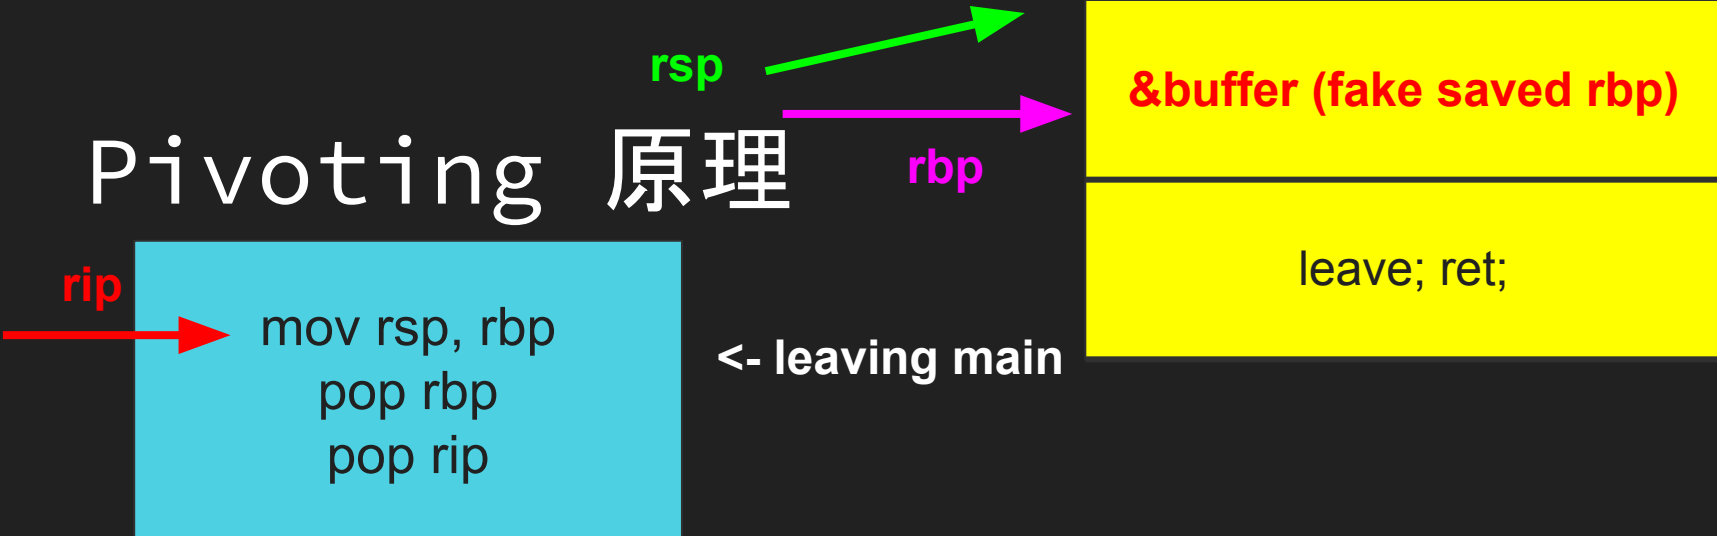 rsp
&buffer (fake saved rbp)
Pivoting 原理
rbp
rip
mov rsp, rbp
pop rbp
pop rip
<- leaving main
leave; ret;